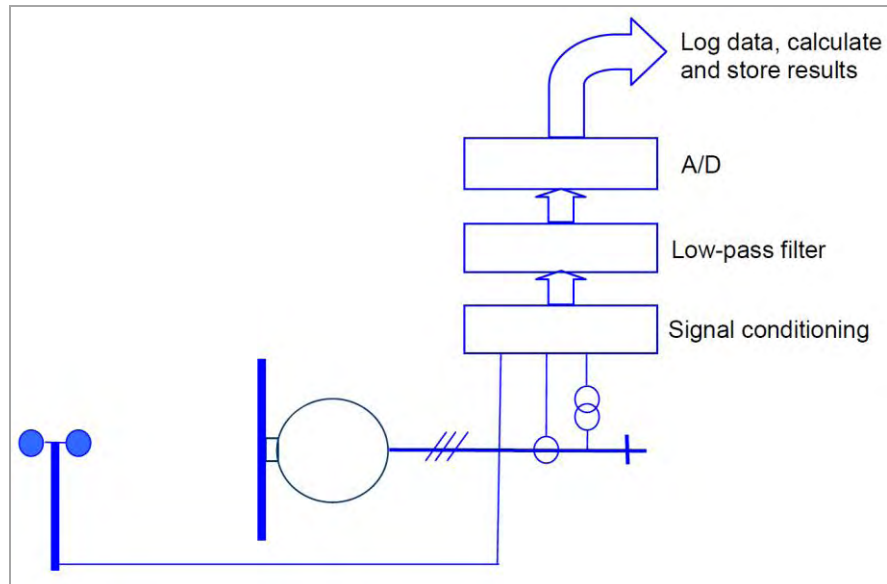 Log data, calculate
and store results
A/D
Low-pass filter
Signal conditioning